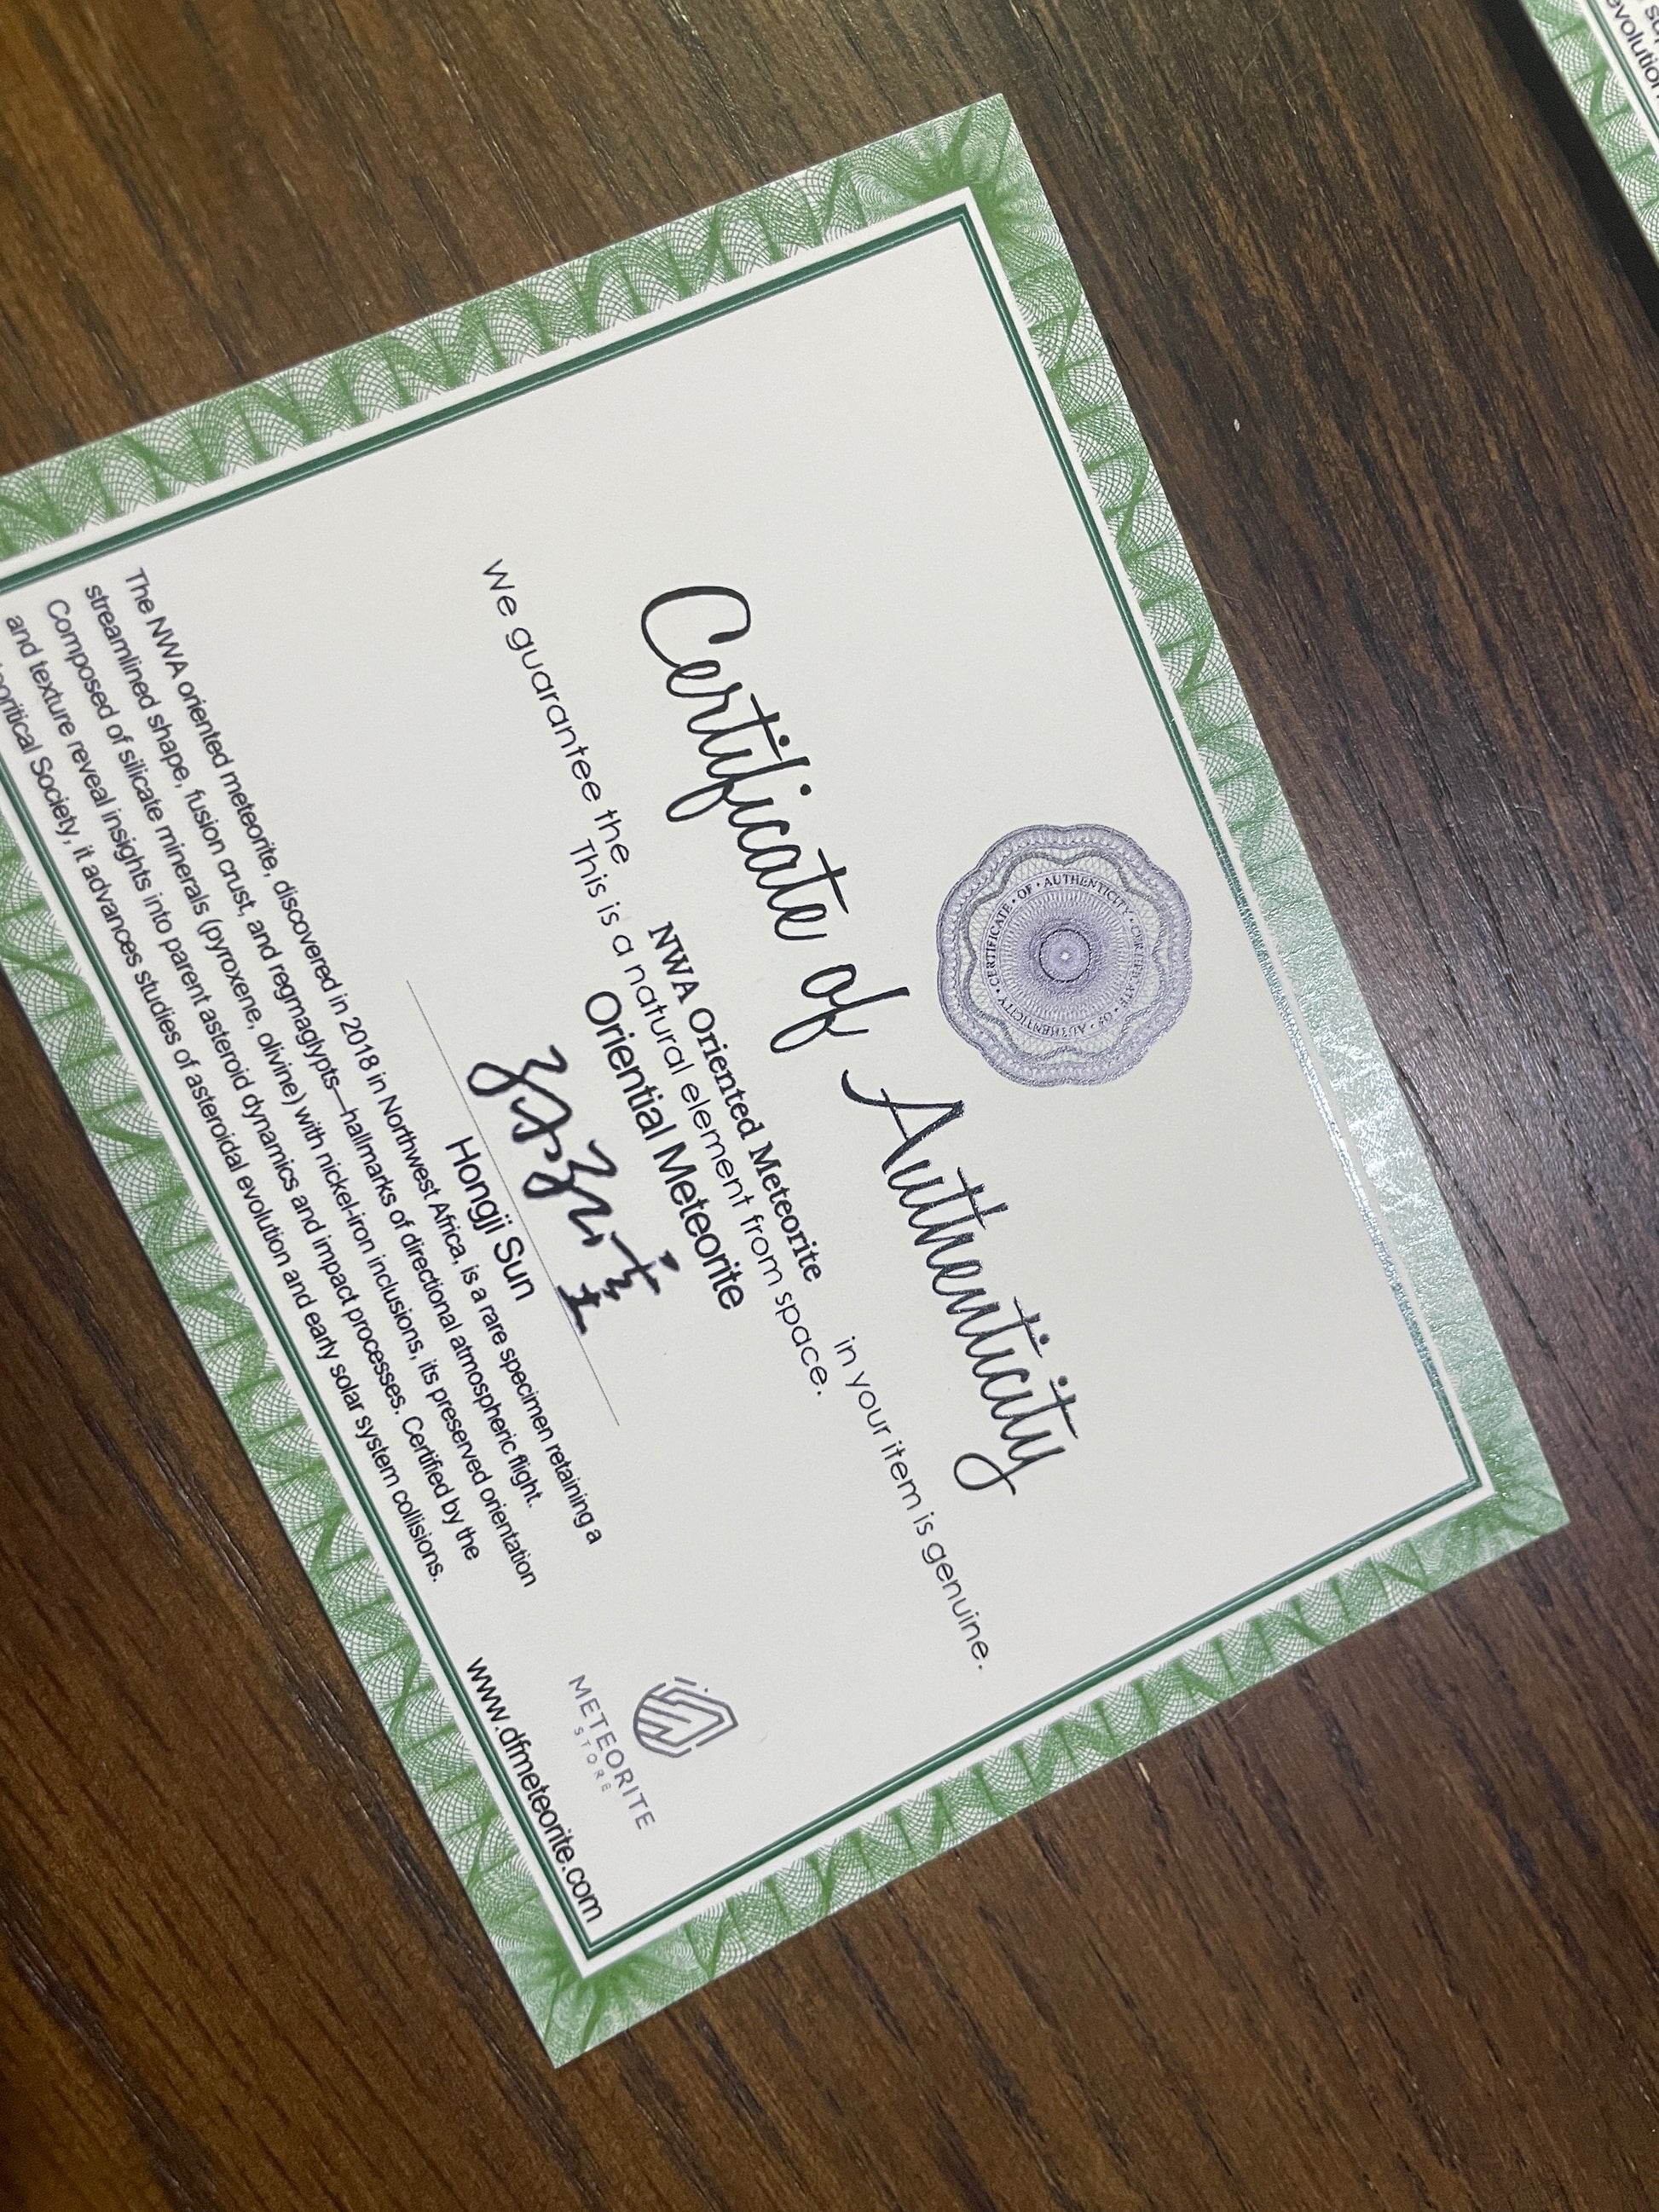 CERTIFICATE · OF · AUTHENTICITY · CERTIFICATE · OF · AUTHENTICITY ·
Certificate of Authenticity
We guarantee the NWA Oriented Meteorite in your item is genuine.
This is a natural element from space.
Oriential Meteorite
Hongji Sun
The NWA oriented meteorite, discovered in 2018 in Northwest Africa, is a rare specimen retaining a
streamlined shape, fusion crust, and regmaglypts—hallmarks of directional atmospheric flight.
Composed of silicate minerals (pyroxene, olivine) with nickel-iron inclusions, its preserved orientation
and texture reveal insights into parent asteroid dynamics and impact processes. Certified by the
Society, it advances studies of asteroidal evolution and early solar system collisions.
METEORITE
STORE
www.dfmeteorite.com
evolution